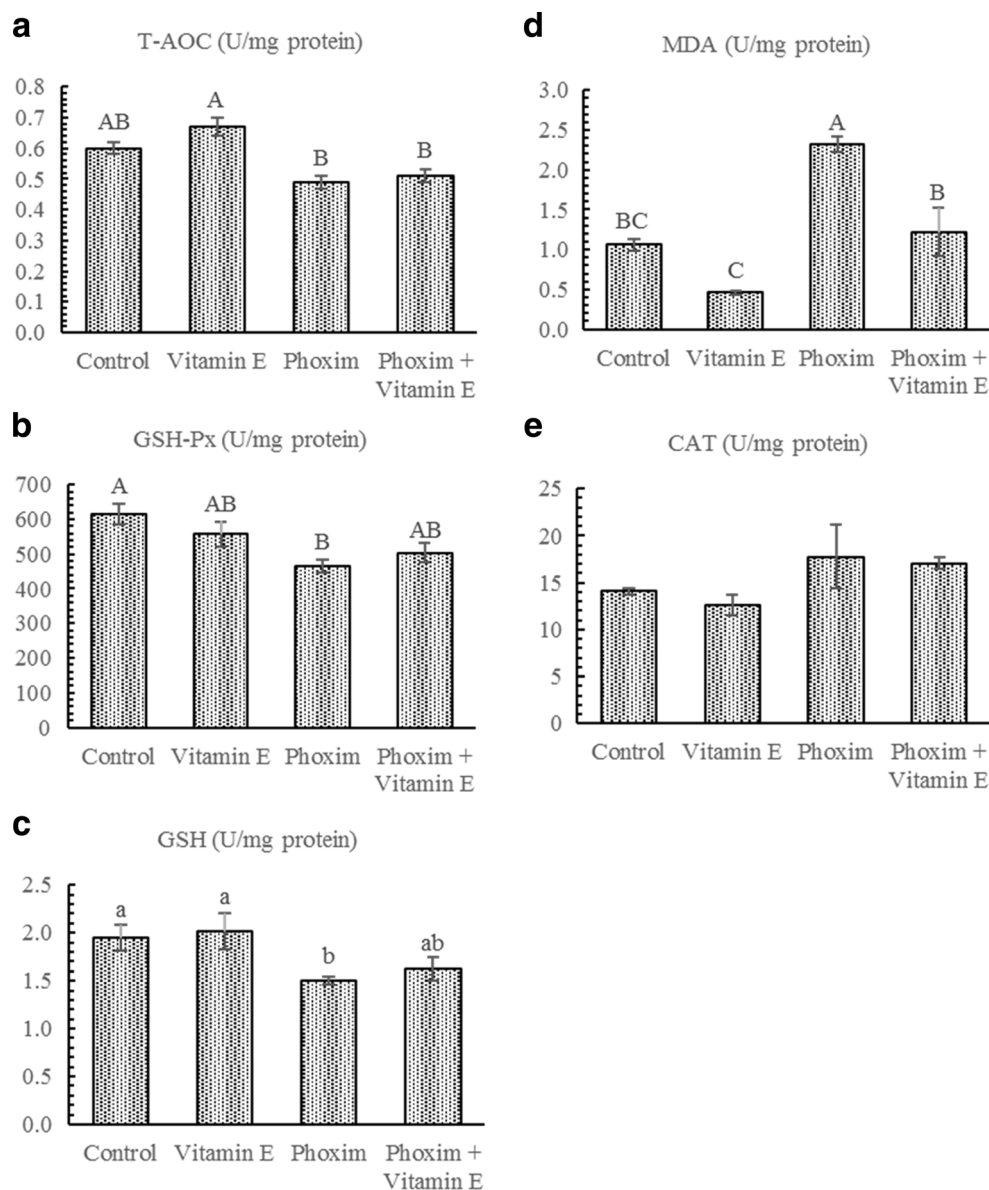 a
T-AOC (U/mg protein)
0.8
0.7
0.6
0.5
0.4
0.3
0.2
0.1
0.0
AB
A
B
B
Control
Vitamin E
Phoxim
Phoxim +
Vitamin E
d
MDA (U/mg protein)
3.0
2.5
2.0
1.5
1.0
0.5
0.0
BC
C
A
B
Control
Vitamin E
Phoxim
Phoxim +
Vitamin E
b
GSH-Px (U/mg protein)
700
600
500
400
300
200
100
0
A
AB
B
AB
Control
Vitamin E
Phoxim
Phoxim +
Vitamin E
e
CAT (U/mg protein)
25
20
15
10
5
0
Control
Vitamin E
Phoxim
Phoxim +
Vitamin E
c
GSH (U/mg protein)
2.5
2.0
1.5
1.0
0.5
0.0
a
a
b
ab
Control
Vitamin E
Phoxim
Phoxim +
Vitamin E